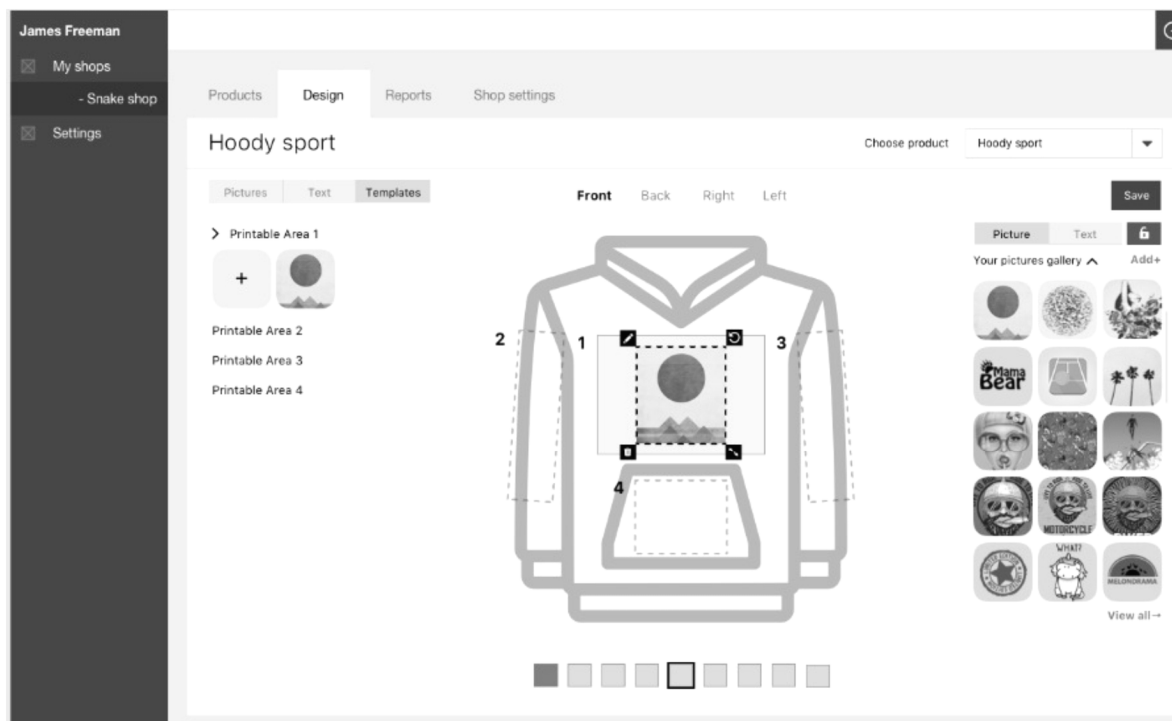 James Freeman
My shops
- Snake shop
Settings
Products Design Reports Shop settings
Hoody sport
Choose product Hoody sport
Pictures Text Templates
Front Back Right Left
Save
Printable Area 1
+
Printable Area 2
Printable Area 3
Printable Area 4
2 1 3
4
Picture Text
Your pictures gallery Add+
Mama
Bear
MOTORCYCLE
WHAT?
MELONORAMA
View all→